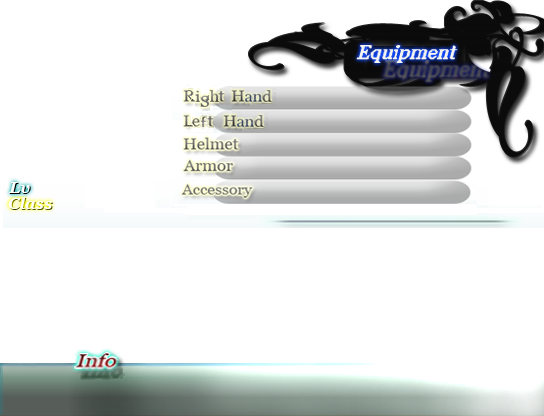 Equipment
Right Hand
Left Hand
Helmet
Armor
Accessory
Lv
Class
Info